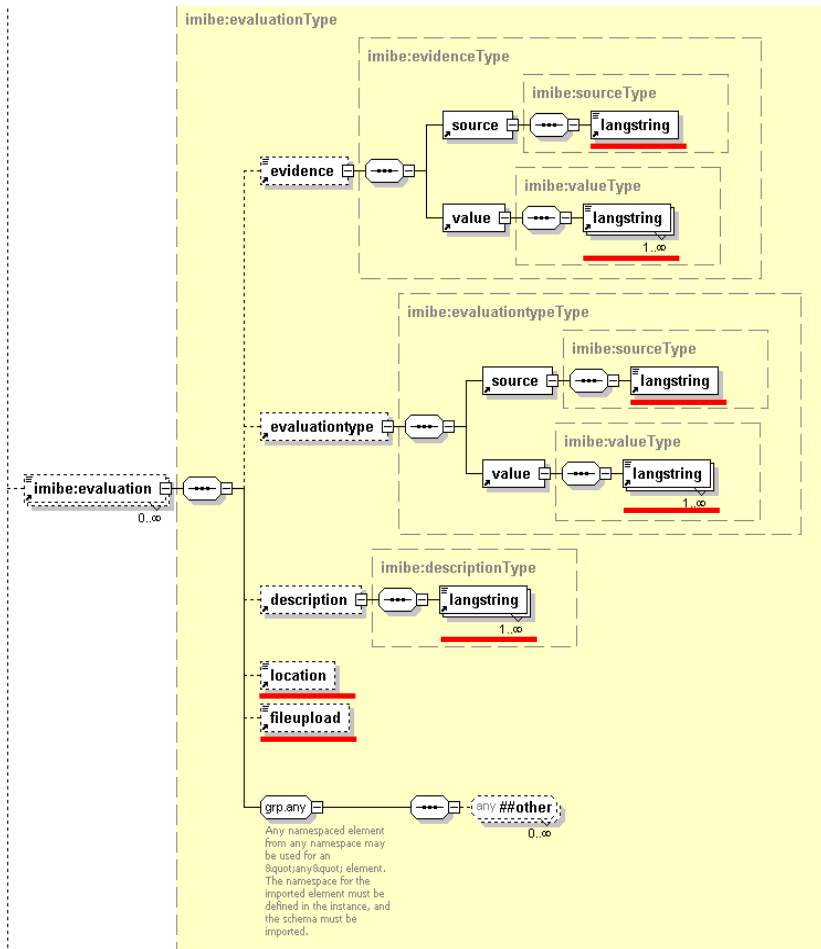 imibe:evaluationType
imibe:evidenceType
imibe:sourceType
source
langstring
evidence
imibe:valueType
value
langstring
1..∞
imibe:evaluationtypeType
imibe:sourceType
source
langstring
evaluationtype
imibe:valueType
value
langstring
1..∞
imibe:evaluation
0..∞
imibe:descriptionType
description
langstring
1..∞
location
fileupload
grp.any
any ##other
0..∞
Any namespaced element
from any namespace may
be used for an
&quot;any&quot; element.
The namespace for the
imported element must be
defined in the instance, and
the schema must be
imported.